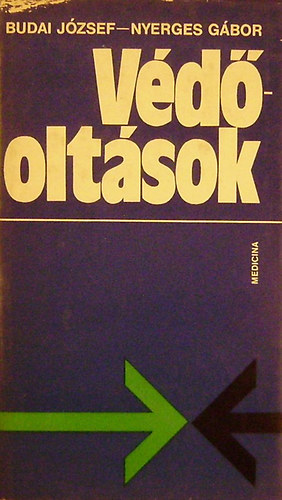 BUDAI JÓZSEF—NYERGES GÁBOR
Védő-
oltások
MEDICINA